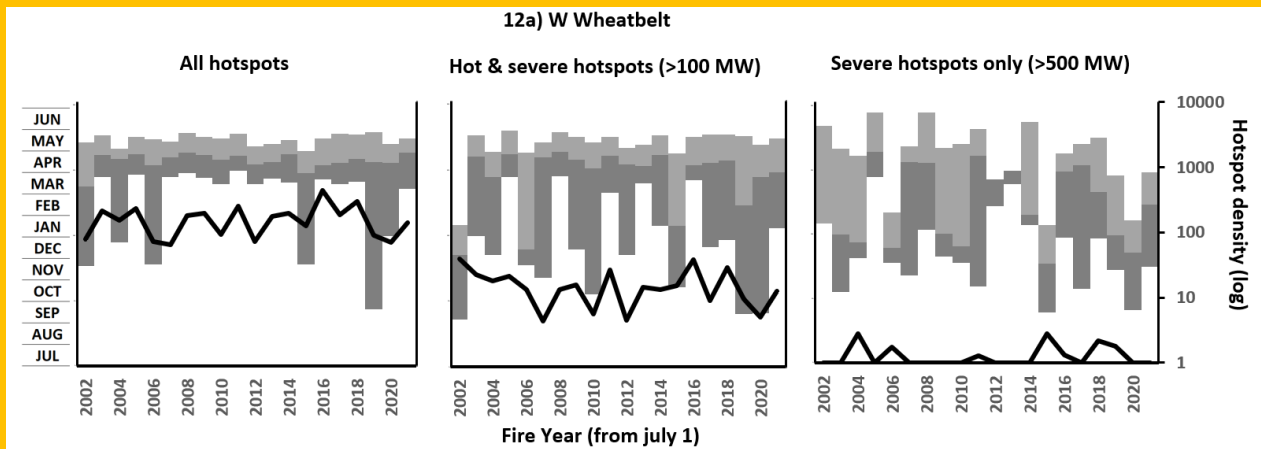 12a) W Wheatbelt
All hotspots
Hot & severe hotspots (>100 MW)
Severe hotspots only (>500 MW)
JUN
MAY
APR
MAR
FEB
JAN
DEC
NOV
OCT
SEP
AUG
JUL
10000
1000
100
10
1
Hotspot density (log)
2002 2004 2006 2008 2010 2012 2014 2016 2018 2020
2002 2004 2006 2008 2010 2012 2014 2016 2018 2020
2002 2004 2006 2008 2010 2012 2014 2016 2018 2020
Fire Year (from july 1)